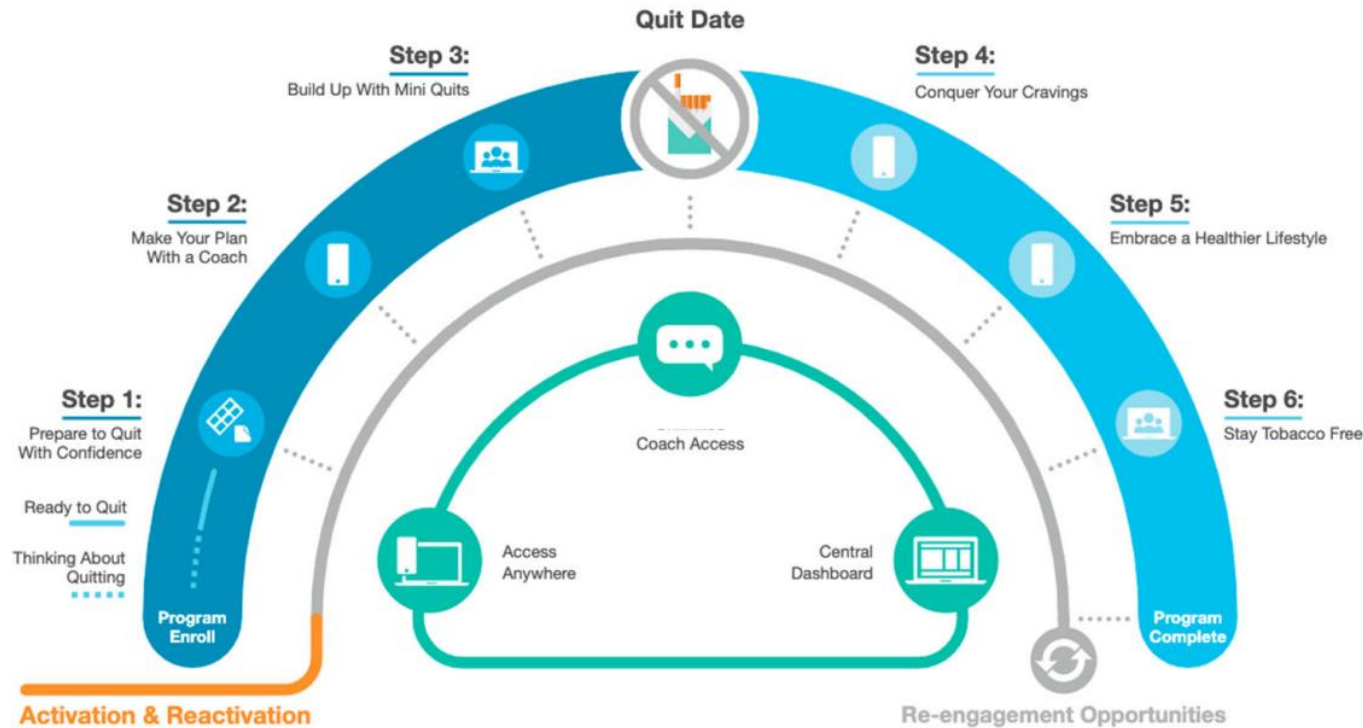 Quit Date
Step 3:
Build Up With Mini Quits
Step 4:
Conquer Your Cravings
Step 2:
Make Your Plan
With a Coach
Step 5:
Embrace a Healthier Lifestyle
Step 1:
Prepare to Quit
With Confidence
Step 6:
Stay Tobacco Free
Coach Access
Ready to Quit
Thinking About
Quitting
Access
Anywhere
Central
Dashboard
Program
Enroll
Program
Complete
Activation & Reactivation
Re-engagement Opportunities